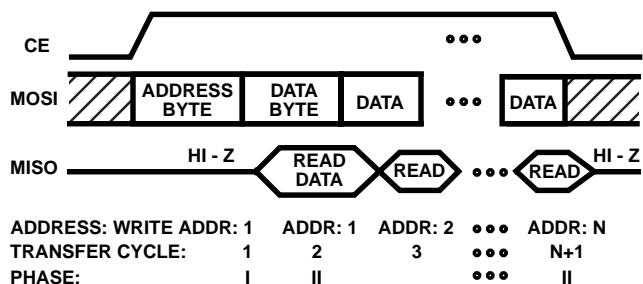 CE
MOSI ADDRESS BYTE DATA BYTE DATA DATA
MISO HI - Z READ DATA READ READ HI - Z
ADDRESS: WRITE ADDR: 1 ADDR: 1 ADDR: 2 ADDR: N
TRANSFER CYCLE: 1 2 3 N+1
PHASE: I II II